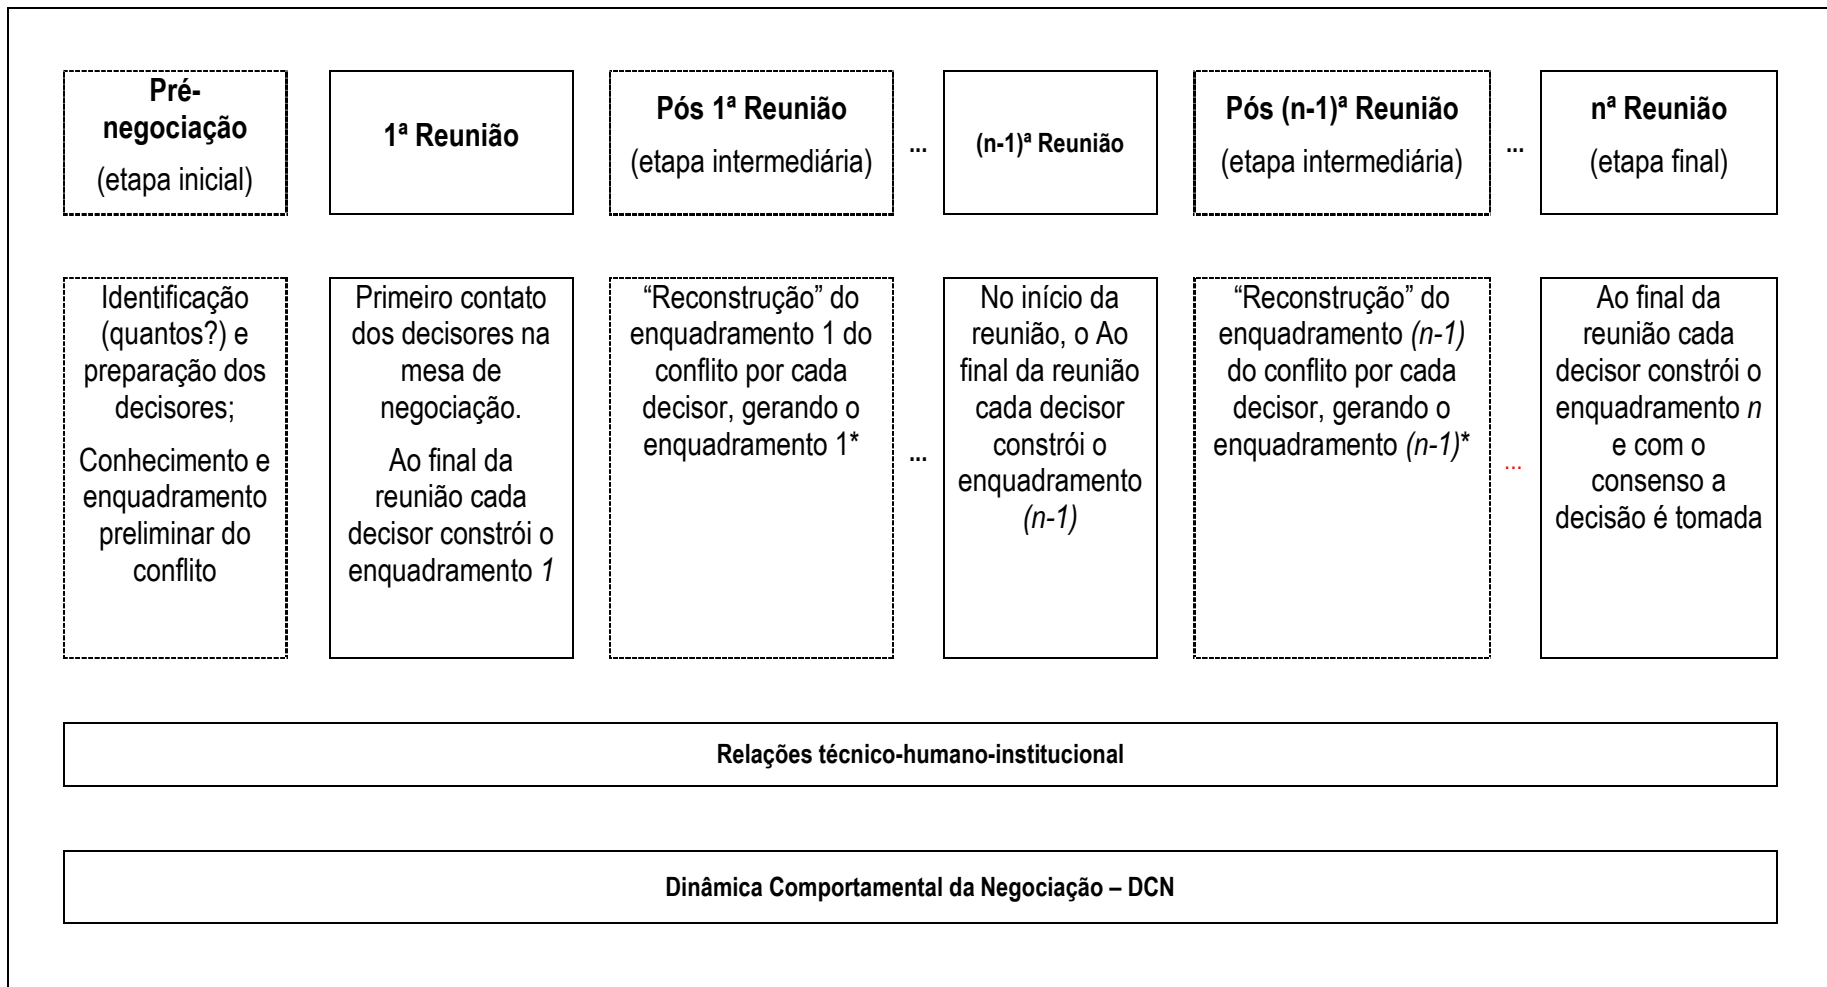 Pré-
negociação
(etapa inicial)
1ª Reunião
Pós 1ª Reunião
(etapa intermediária)
...
(n-1)ª Reunião
Pós (n-1)ª Reunião
(etapa intermediária)
...
nª Reunião
(etapa final)
Identificação
(quantos?) e
preparação dos
decisores;
Conhecimento e
enquadramento
preliminar do
conflito
Primeiro contato
dos decisores na
mesa de
negociação.
Ao final da
reunião cada
decisor constrói o
enquadramento 1
“Reconstrução” do
enquadramento 1 do
conflito por cada
decisor, gerando o
enquadramento 1*
...
No início da
reunião, o Ao
final da reunião
cada decisor
constrói o
enquadramento
(n-1)
“Reconstrução” do
enquadramento (n-1)
do conflito por cada
decisor, gerando o
enquadramento (n-1)*
...
Ao final da
reunião cada
decisor constrói o
enquadramento n
e com o
consenso a
decisão é tomada
Relações técnico-humano-institucional
Dinâmica Comportamental da Negociação – DCN